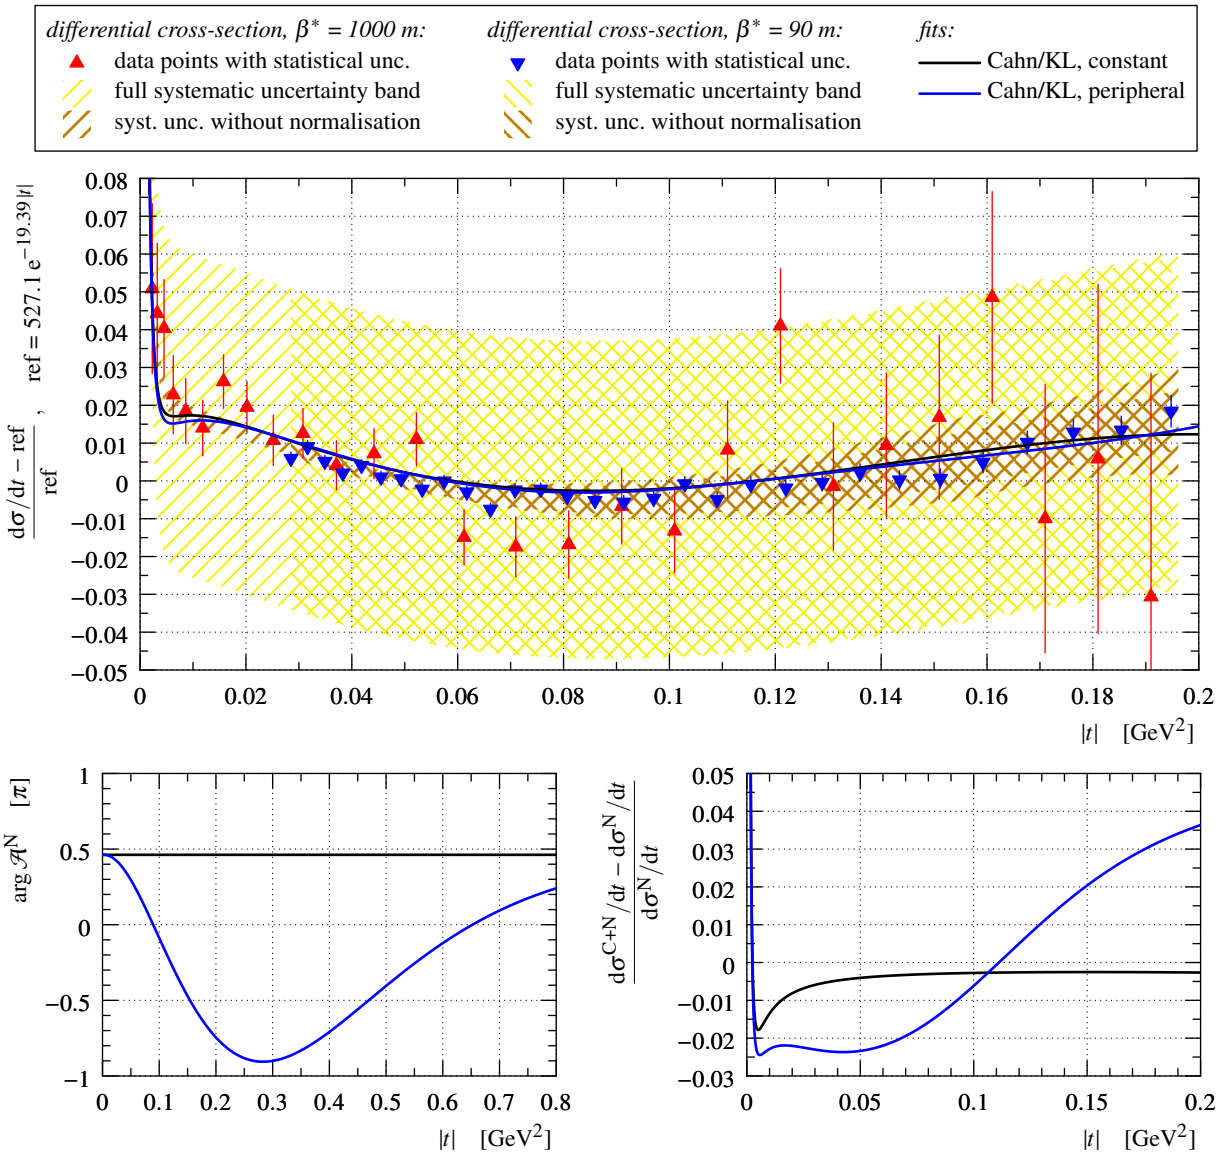 differential cross-section, β* = 1000 m:
data points with statistical unc.
full systematic uncertainty band
syst. unc. without normalisation
differential cross-section, β* = 90 m:
data points with statistical unc.
full systematic uncertainty band
syst. unc. without normalisation
fits:
Cahn/KL, constant
Cahn/KL, peripheral
dσ/dt − ref
ref
, ref = 527.1 e^{−19.39|t|}
0.08
0.07
0.06
0.05
0.04
0.03
0.02
0.01
0
−0.01
−0.02
−0.03
−0.04
−0.05
0 0.02 0.04 0.06 0.08 0.1 0.12 0.14 0.16 0.18 0.2
|t| [GeV²]
arg 𝒜ᴺ [π]
1
0.5
0
−0.5
−1
0 0.1 0.2 0.3 0.4 0.5 0.6 0.7 0.8
|t| [GeV²]
dσ^{C+N}/dt − dσ^N/dt
dσ^N/dt
0.05
0.04
0.03
0.02
0.01
0
−0.01
−0.02
−0.03
0 0.05 0.1 0.15 0.2
|t| [GeV²]